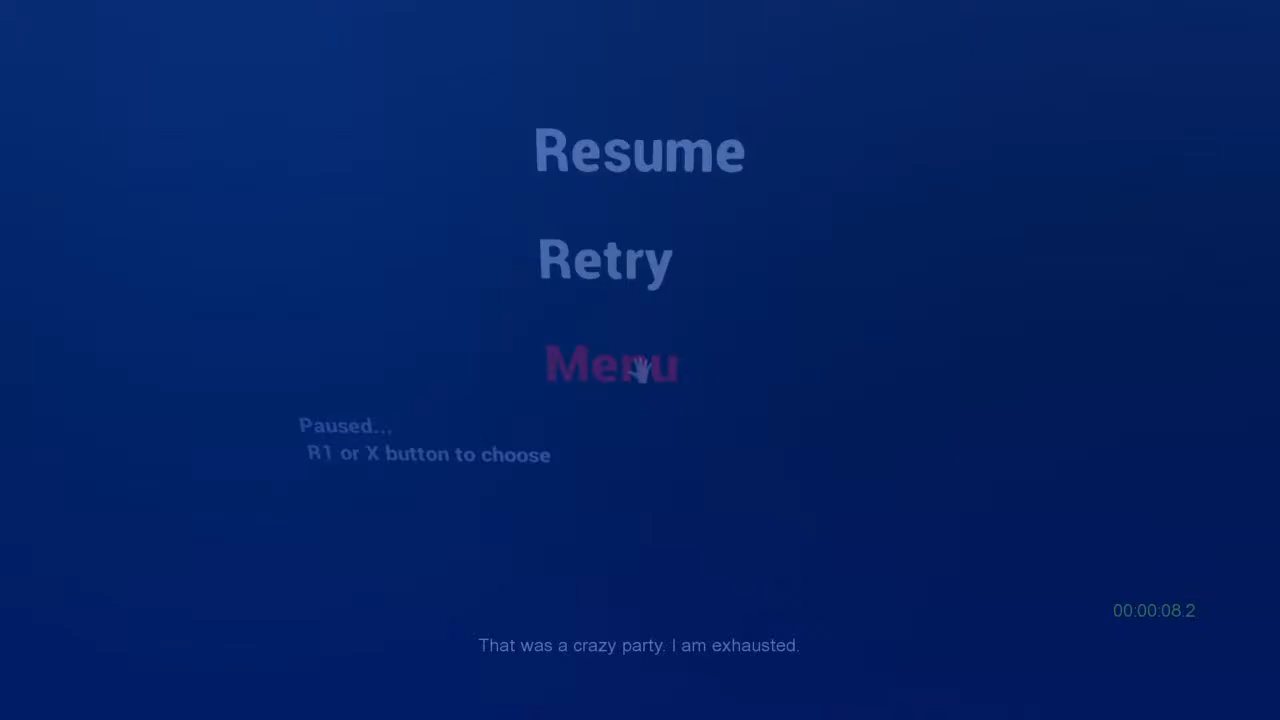 Resume
Retry
Menu
Paused...
R1 or X button to choose
00:00:08.2
That was a crazy party. I am exhausted.